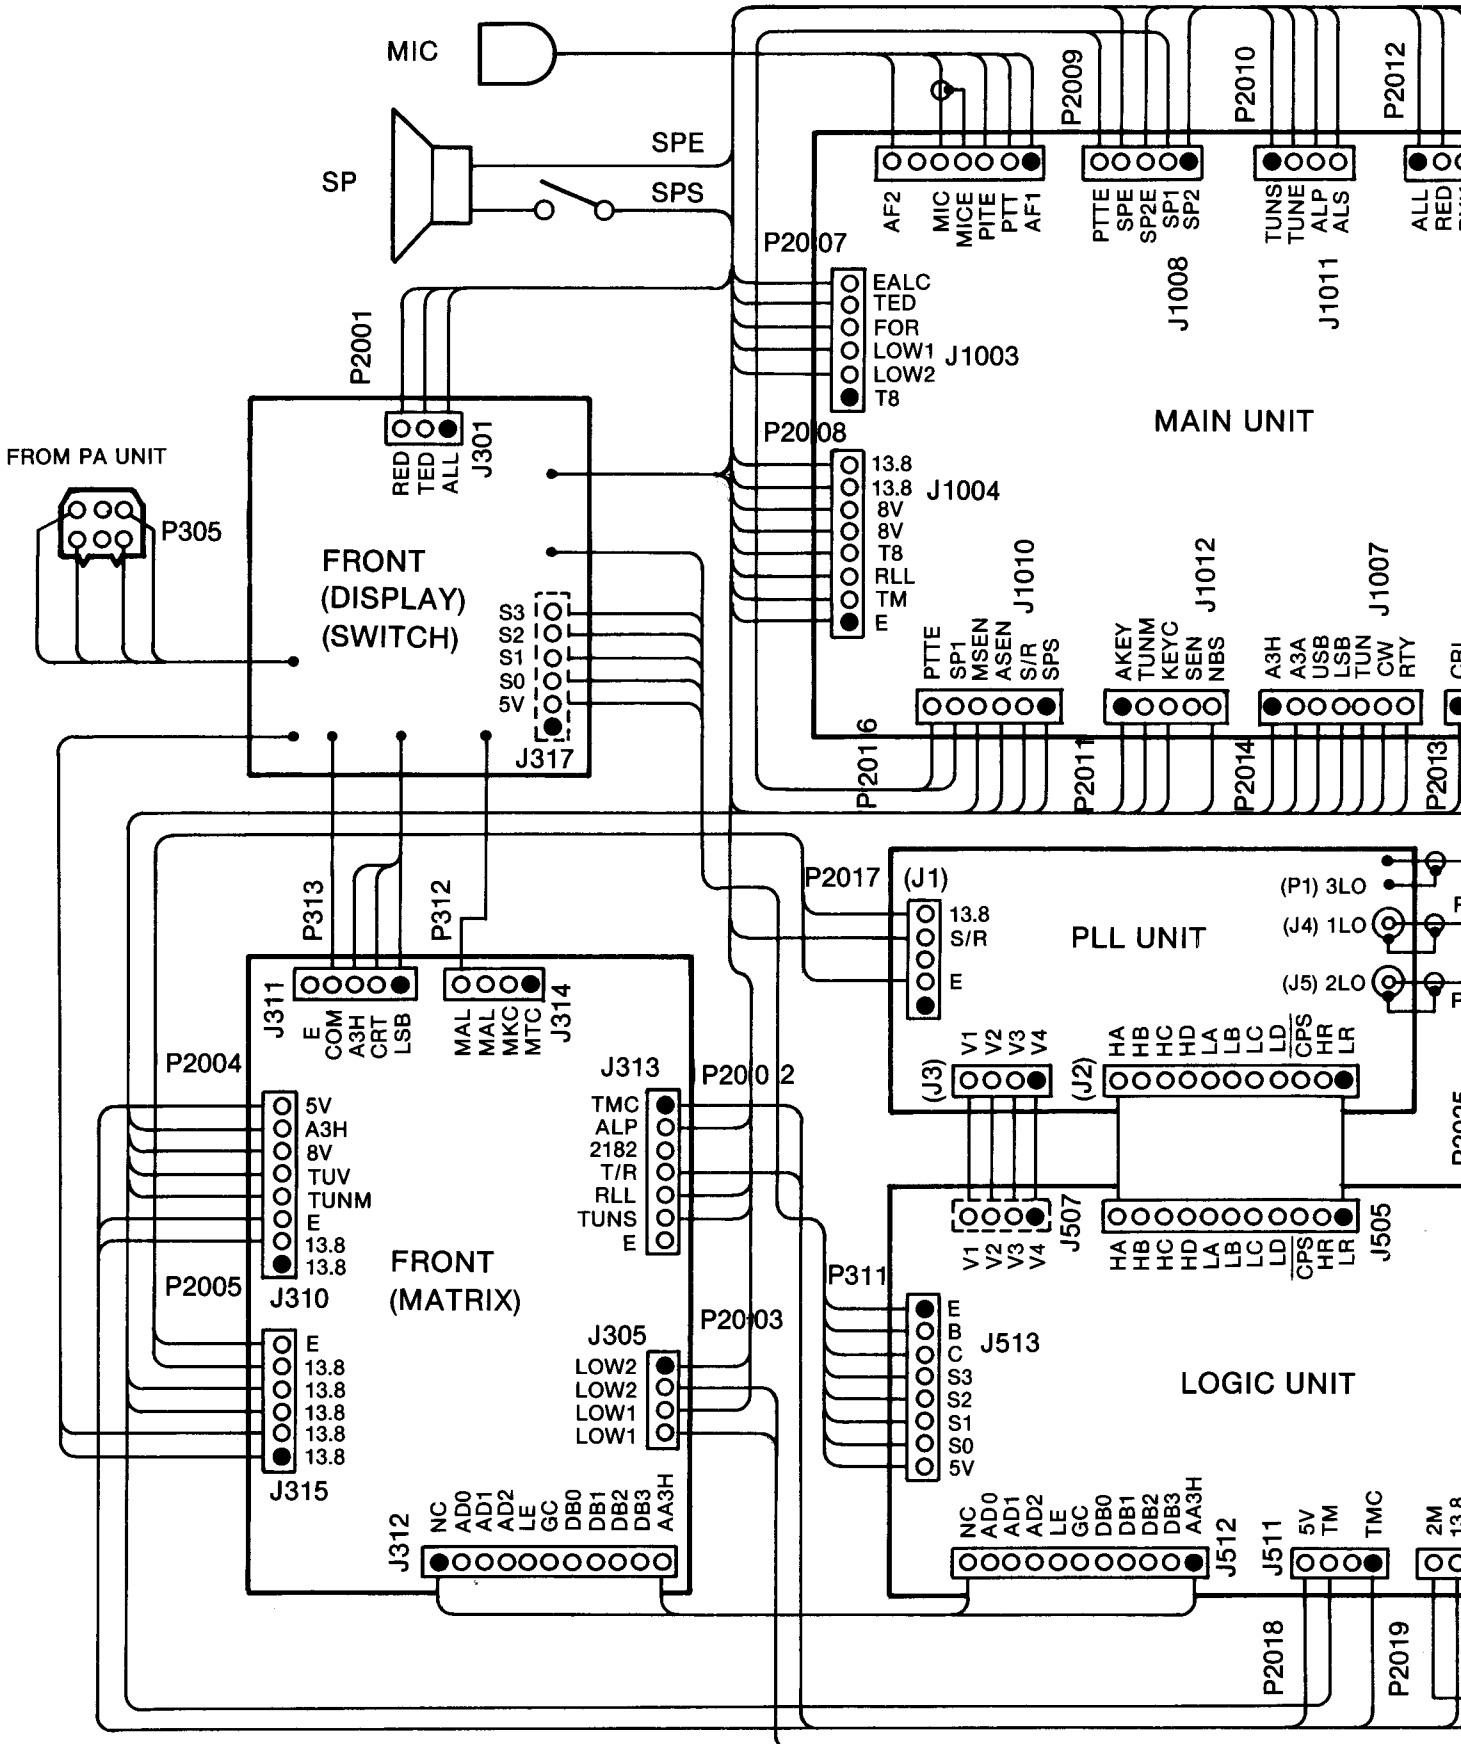 MIC
SP
SPE
SPS
P2009
P2010
P2012
AF2
MIC
MICE
PITE
PTT
AF1
PTTE
SPE
SP2E
SP1
SP2
J1008
TUNS
TUNE
ALP
ALS
J1011
ALL
RED
P2007
EALC
TED
FOR
LOW1
LOW2
T8
J1003
P2001
RED
TED
ALL
J301
MAIN UNIT
P2008
13.8
13.8
8V
8V
T8
RLL
TM
E
J1004
FROM PA UNIT
P305
FRONT
(DISPLAY)
(SWITCH)
S3
S2
S1
S0
5V
J317
PTTE
SP1
MSEN
ASEN
S/R
SPS
J1010
AKEY
TUNM
KEYC
SEN
NBS
J1012
A3H
A3A
USB
LSB
TUN
CW
RTY
J1007
P2016
P2011
P2014
P2013
P313
P312
P2017
(J1)
13.8
S/R
E
PLL UNIT
(P1) 3LO
(J4) 1LO
(J5) 2LO
J311
E
COM
A3H
CRT
LSB
MAL
MAL
MKC
MTC
J314
(J3)
V1
V2
V3
V4
(J2)
HA
HB
HC
HD
LA
LB
LC
LD
CPS
HR
LR
P2004
5V
A3H
8V
TUV
TUNM
E
13.8
13.8
J310
J313
P2002
TMC
ALP
2182
T/R
RLL
TUNS
E
FRONT
(MATRIX)
V1
V2
V3
V4
J507
HA
HB
HC
HD
LA
LB
LC
LD
CPS
HR
LR
J505
P2005
E
13.8
13.8
13.8
13.8
13.8
J315
P2003
J305
LOW2
LOW2
LOW1
LOW1
P311
E
B
C
S3
S2
S1
S0
5V
J513
LOGIC UNIT
J312
NC
AD0
AD1
AD2
LE
GC
DB0
DB1
DB2
DB3
AA3H
NC
AD0
AD1
AD2
LE
GC
DB0
DB1
DB2
DB3
AA3H
J512
J511
5V
TM
TMC
2M
13.8
P2018
P2019